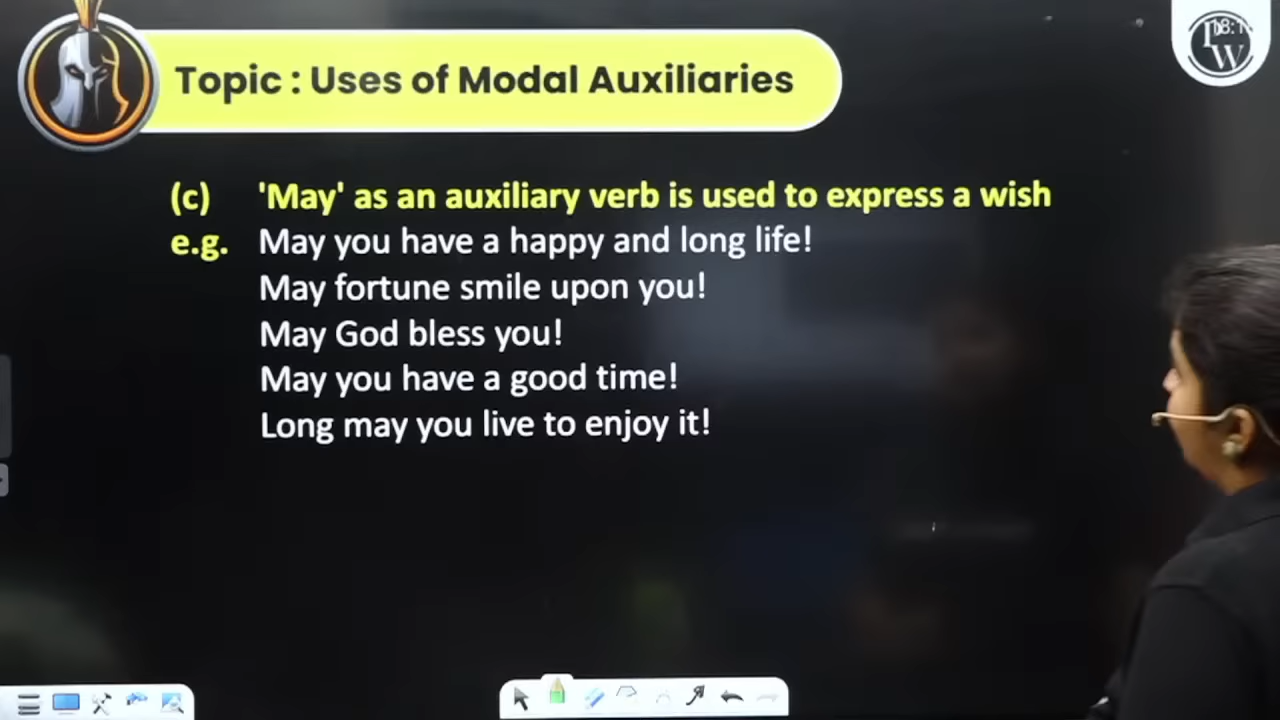 Topic : Uses of Modal Auxiliaries
(c) 'May' as an auxiliary verb is used to express a wish
e.g. May you have a happy and long life!
May fortune smile upon you!
May God bless you!
May you have a good time!
Long may you live to enjoy it!
PW